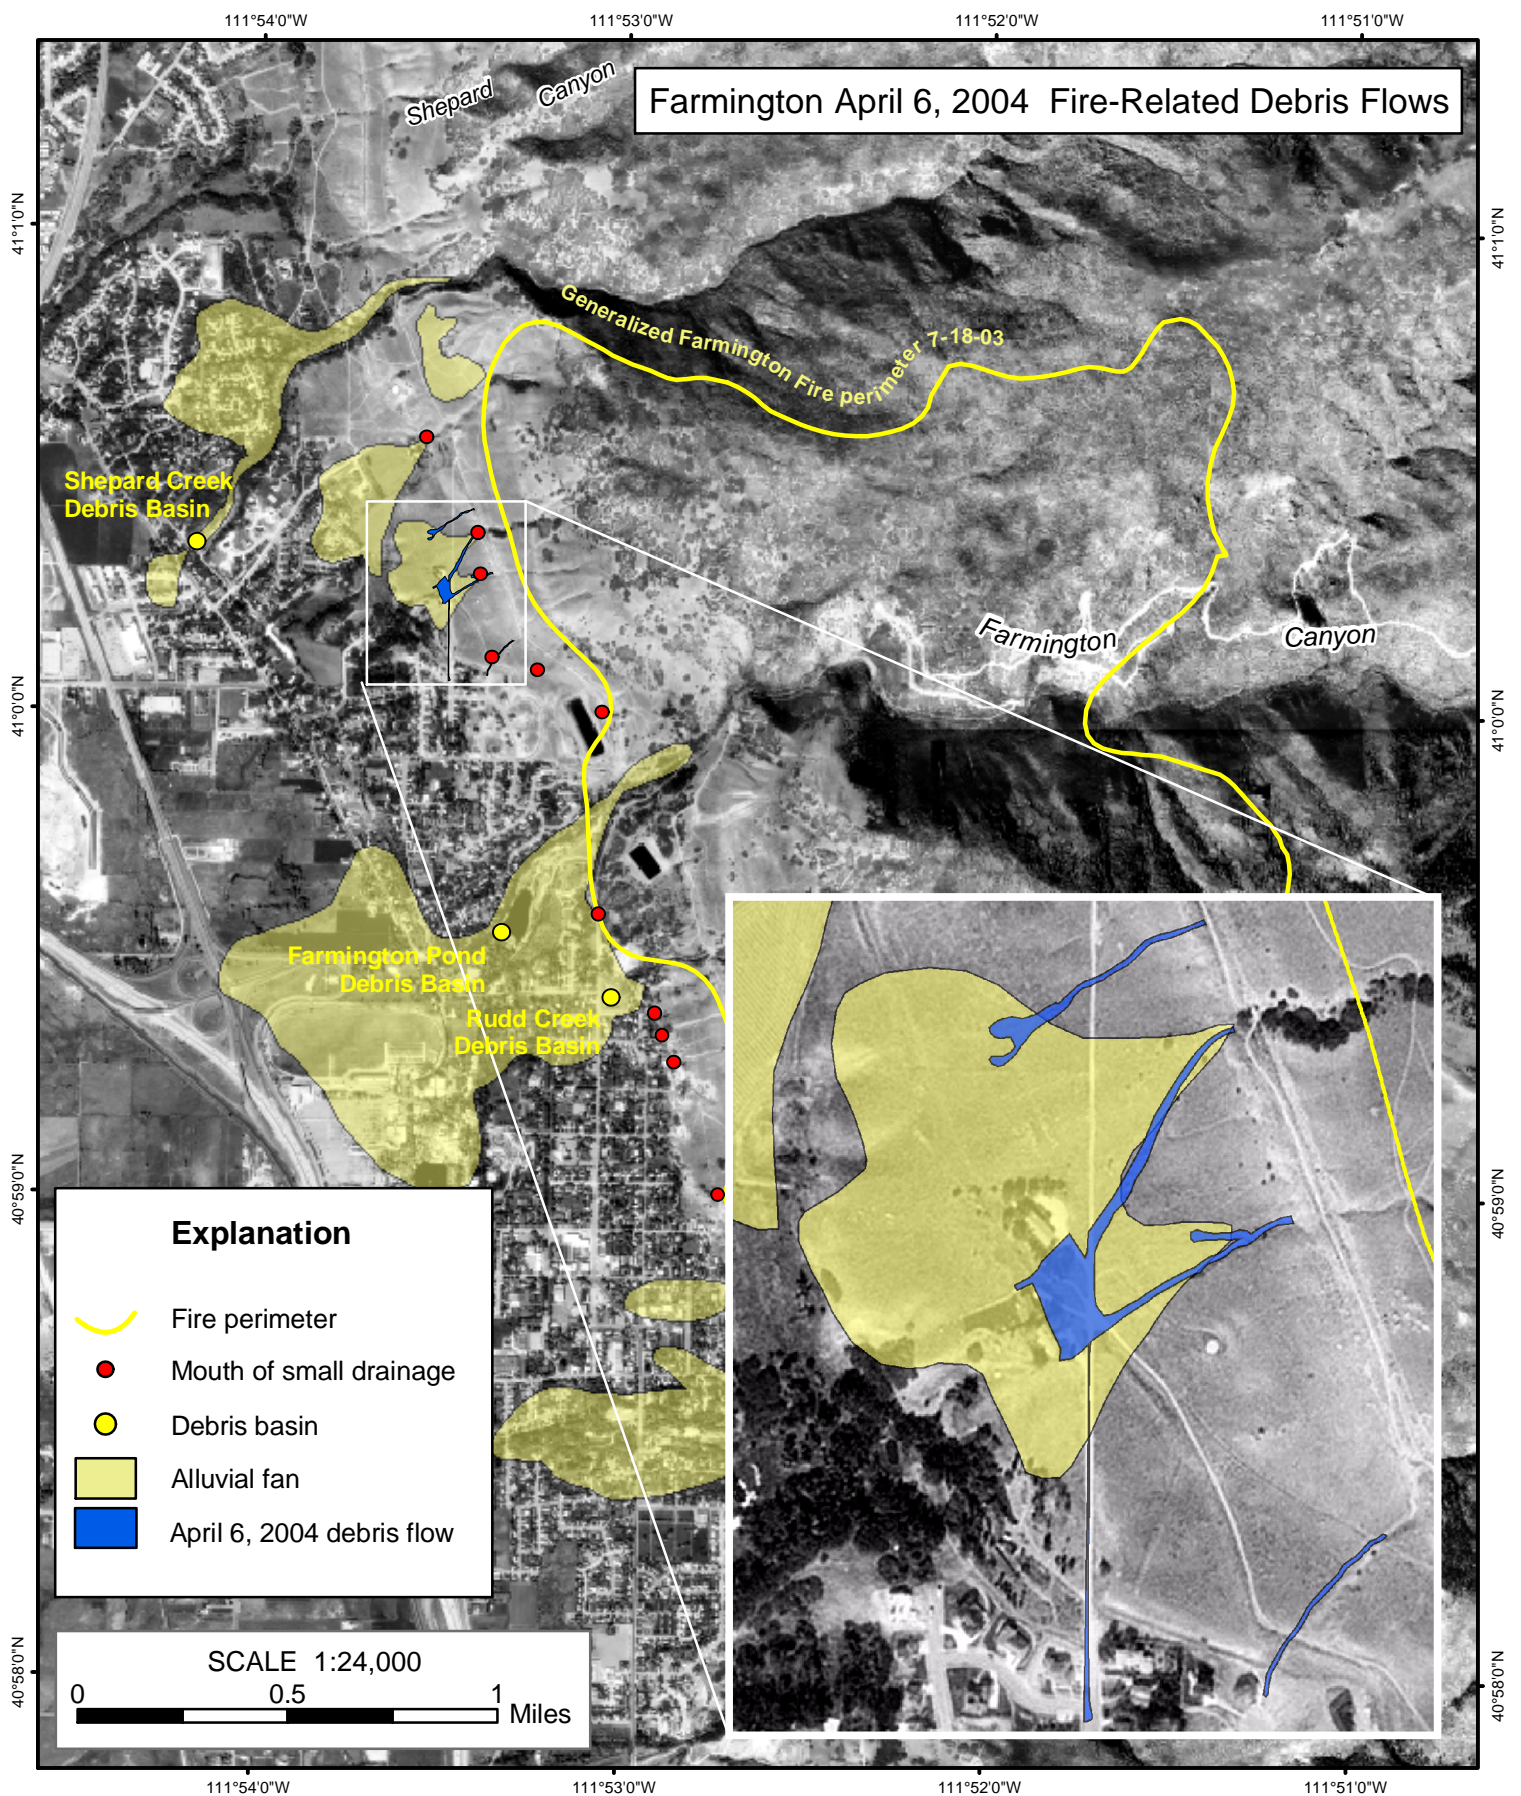 111°54'0"W
111°53'0"W
111°52'0"W
111°51'0"W
Farmington April 6, 2004 Fire-Related Debris Flows
Shepard Canyon
41°1'0"N
41°1'0"N
Generalized Farmington Fire perimeter 7-18-03
Shepard Creek
Debris Basin
Farmington Canyon
41°0'0"N
41°0'0"N
Farmington Pond
Debris Basin
Rudd Creek
Debris Basin
40°59'0"N
40°59'0"N
Explanation
Fire perimeter
Mouth of small drainage
Debris basin
Alluvial fan
April 6, 2004 debris flow
SCALE 1:24,000
0 0.5 1
Miles
40°58'0"N
40°58'0"N
111°54'0"W
111°53'0"W
111°52'0"W
111°51'0"W